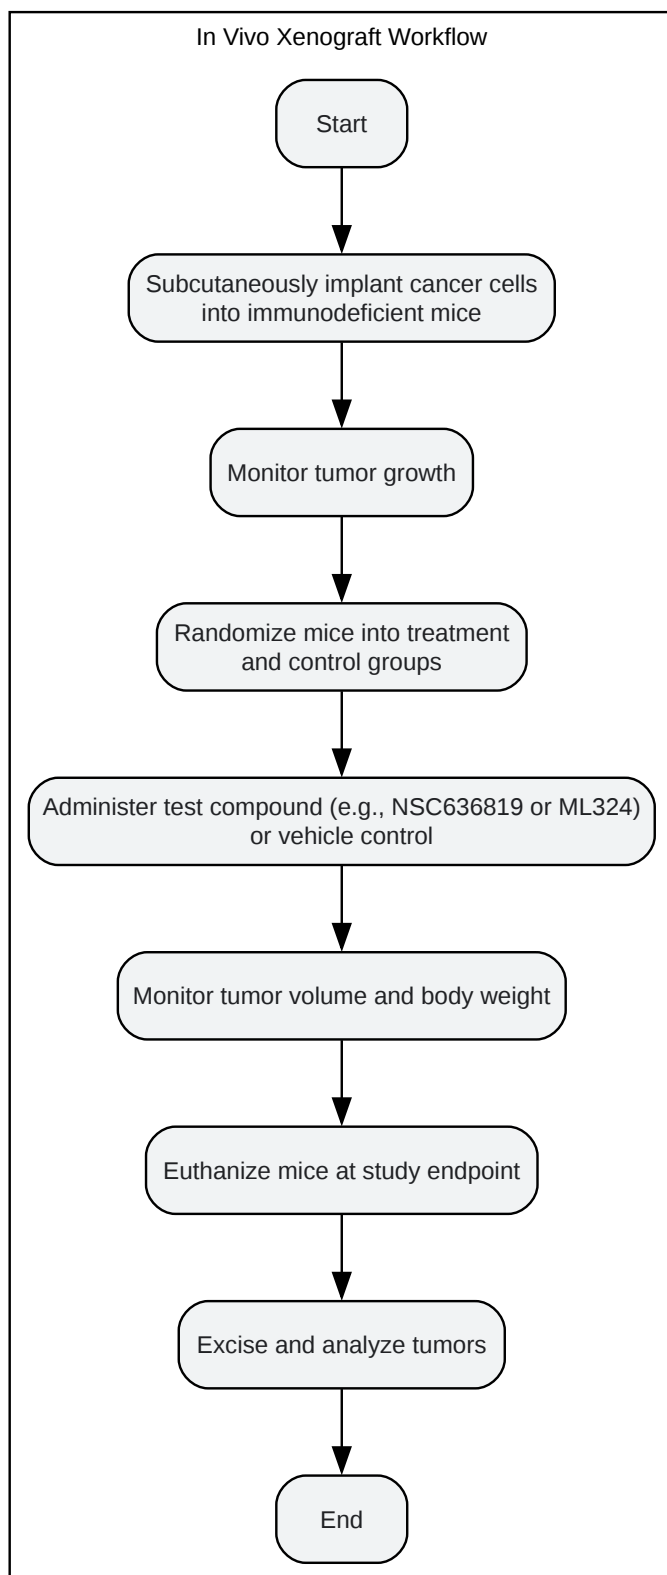 In Vivo Xenograft Workflow
Start
Subcutaneously implant cancer cells
into immunodeficient mice
Monitor tumor growth
Randomize mice into treatment
and control groups
Administer test compound (e.g., NSC636819 or ML324)
or vehicle control
Monitor tumor volume and body weight
Euthanize mice at study endpoint
Excise and analyze tumors
End